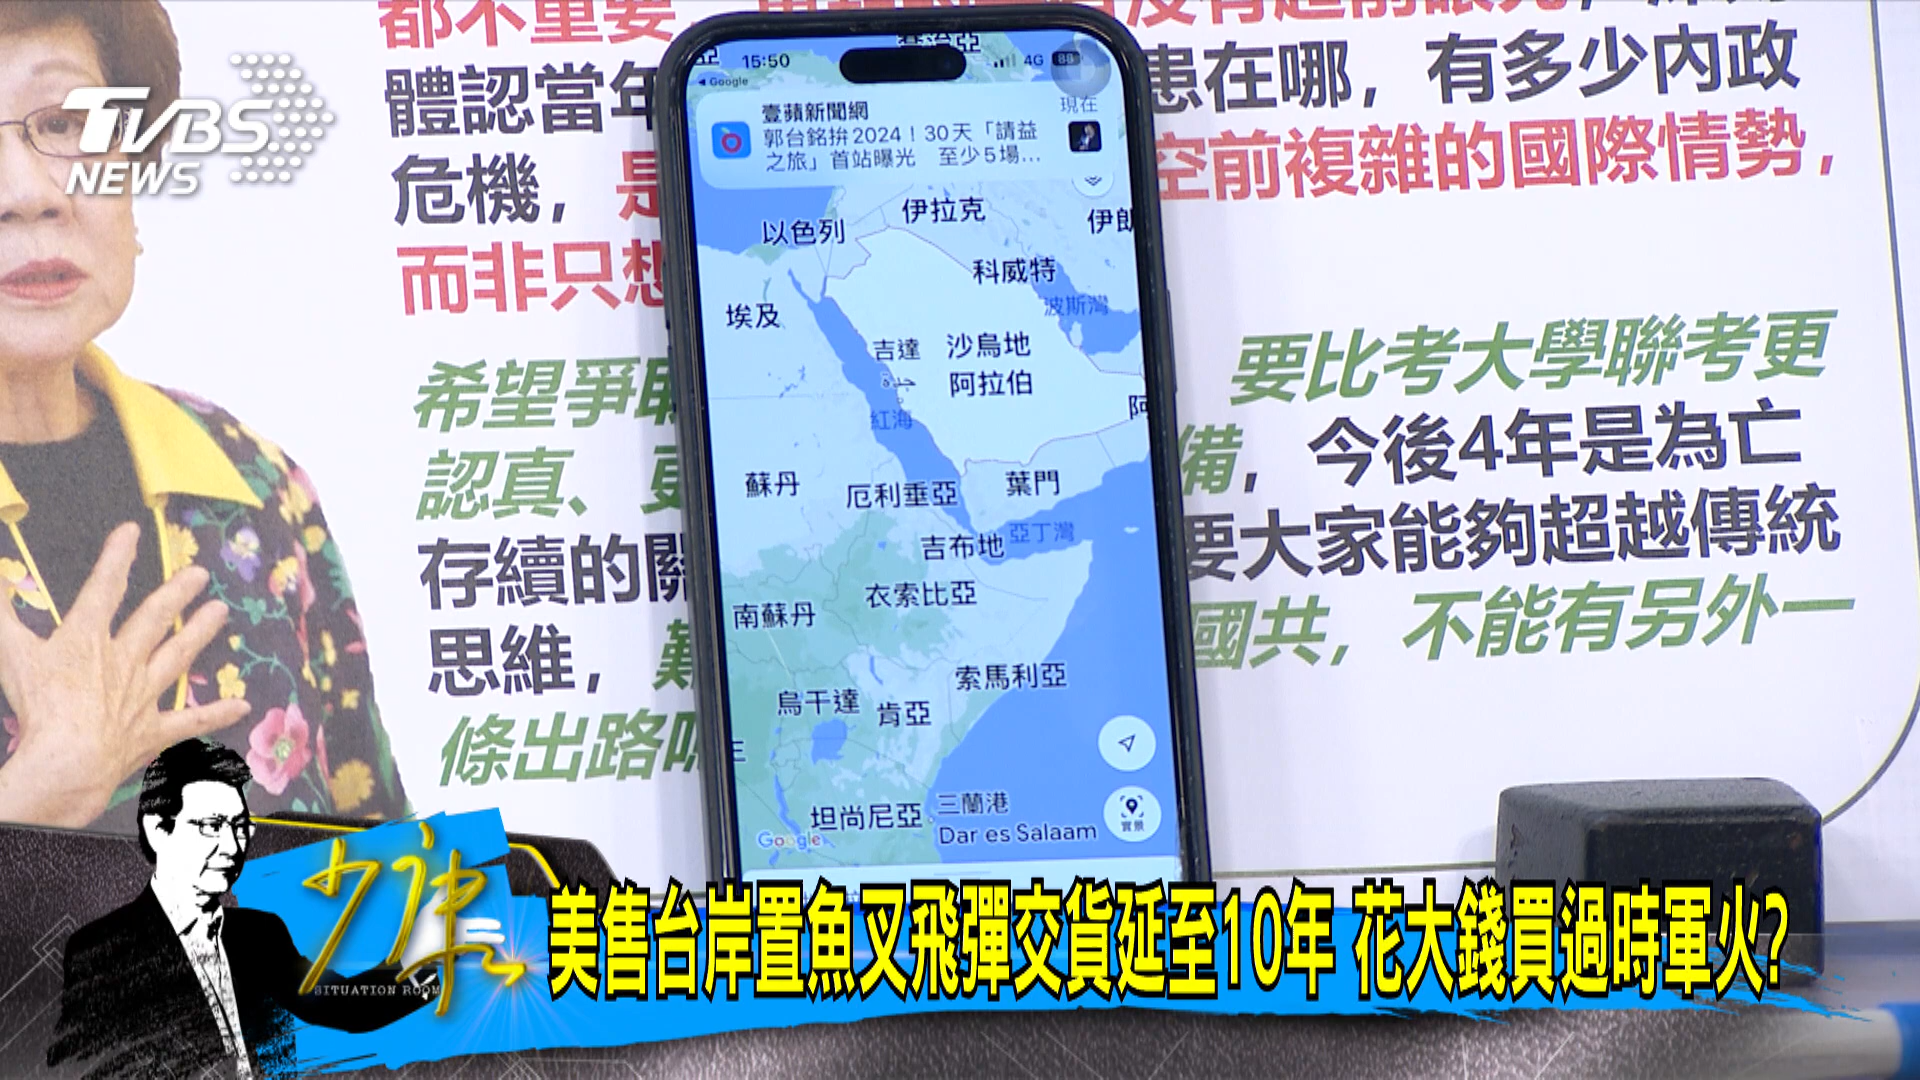 都不重要
體認當年
患在哪，有多少內政
危機，
空前複雜的國際情勢，
而非只想
希望爭
要比考大學聯考更
認真、更
備，今後4年是為亡
存續的關
要大家能夠超越傳統
思維，
國共，不能有另外一
條出路
TVBS
NEWS
15:50
4G 88
Google
壹蘋新聞網
現在
郭台銘拚2024！30天「請益
之旅」首站曝光 至少5場...
以色列
伊拉克
伊朗
科威特
波斯灣
埃及
吉達
沙烏地
阿拉伯
紅海
蘇丹
厄利垂亞
葉門
吉布地
亞丁灣
衣索比亞
南蘇丹
索馬利亞
烏干達
肯亞
坦尚尼亞
三蘭港
Dar es Salaam
Google
實景
少康
SITUATION ROOM
美售台岸置魚叉飛彈交貨延至10年 花大錢買過時軍火?